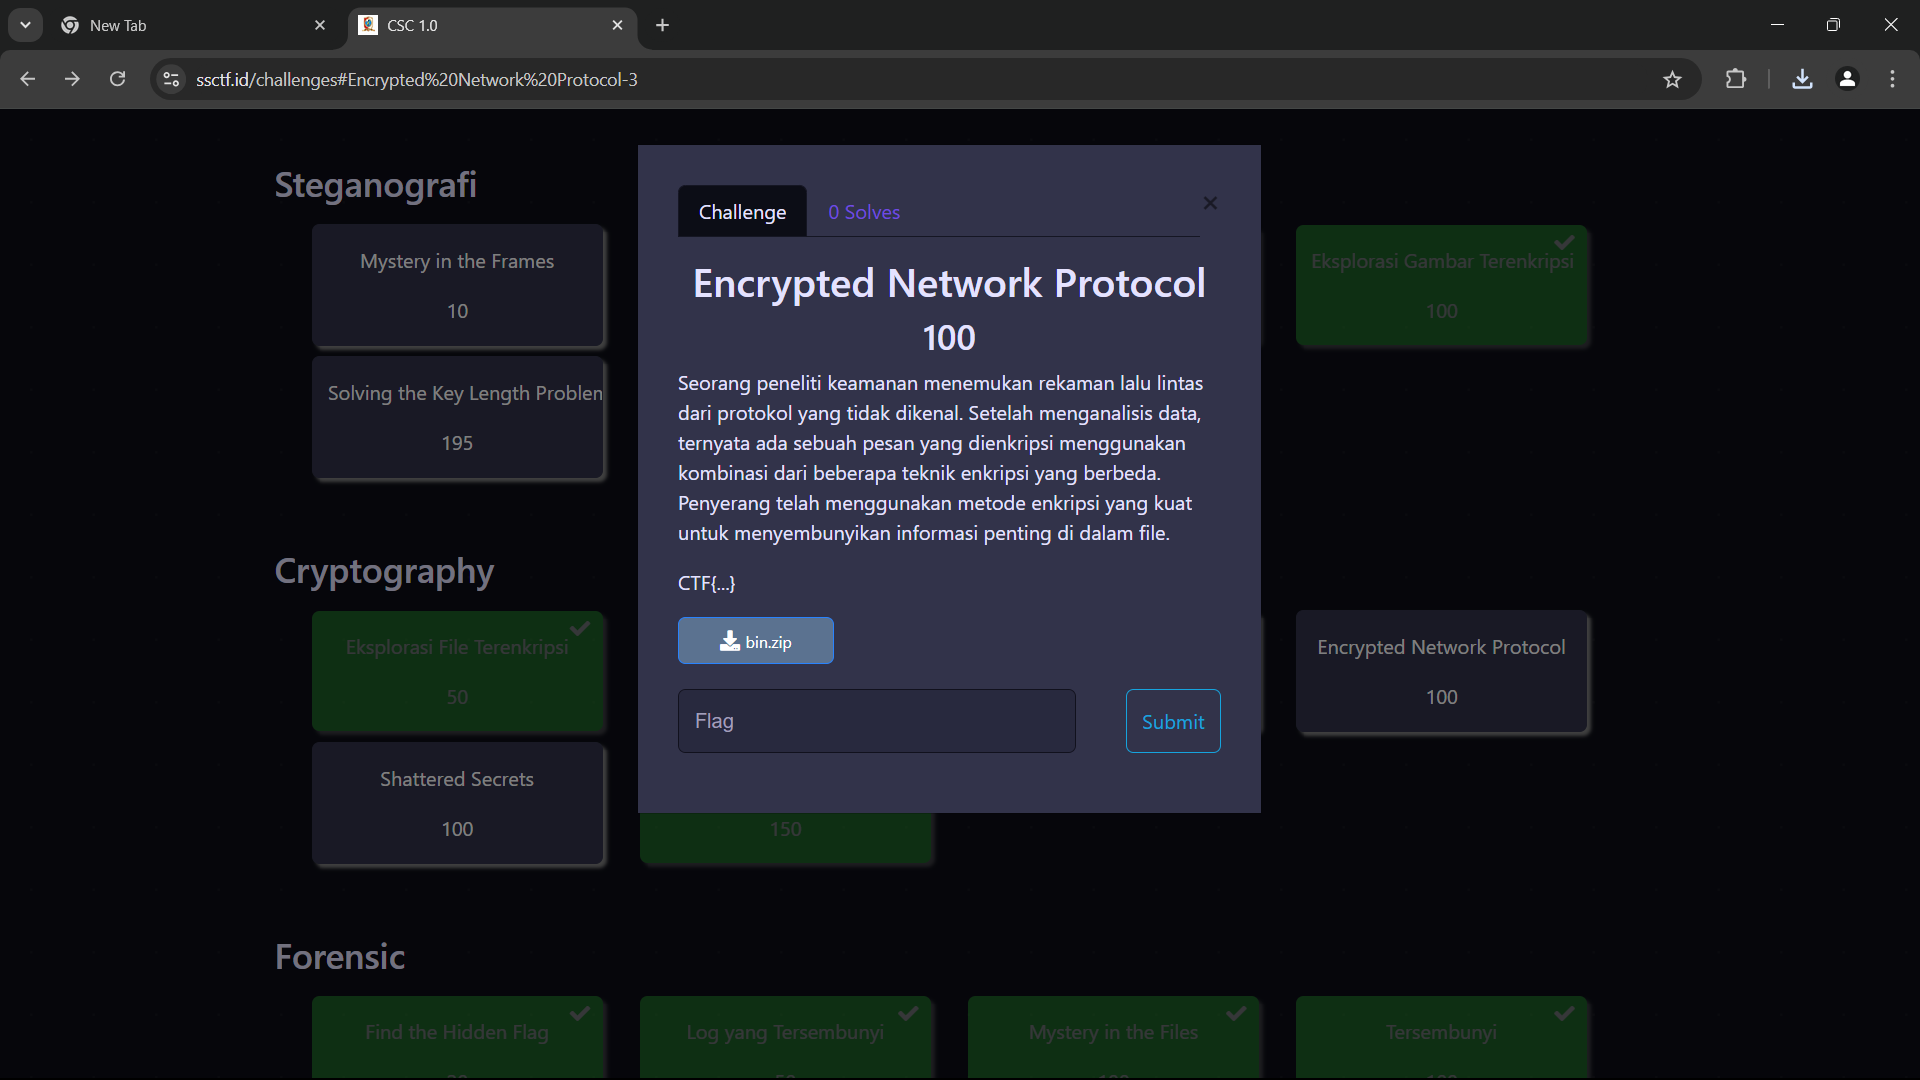 New Tab
CSC 1.0
ssctf.id/challenges#Encrypted%20Network%20Protocol-3
Steganografi
Mystery in the Frames
10
Eksplorasi Gambar Terenkripsi
100
Solving the Key Length Problem
195
Challenge
0 Solves
Encrypted Network Protocol
100
Seorang peneliti keamanan menemukan rekaman lalu lintas
dari protokol yang tidak dikenal. Setelah menganalisis data,
ternyata ada sebuah pesan yang dienkripsi menggunakan
kombinasi dari beberapa teknik enkripsi yang berbeda.
Penyerang telah menggunakan metode enkripsi yang kuat
untuk menyembunyikan informasi penting di dalam file.
CTF{...}
bin.zip
Flag
Submit
Cryptography
Eksplorasi File Terenkripsi
50
Encrypted Network Protocol
100
Shattered Secrets
100
150
Forensic
Find the Hidden Flag
Log yang Tersembunyi
Mystery in the Files
Tersembunyi